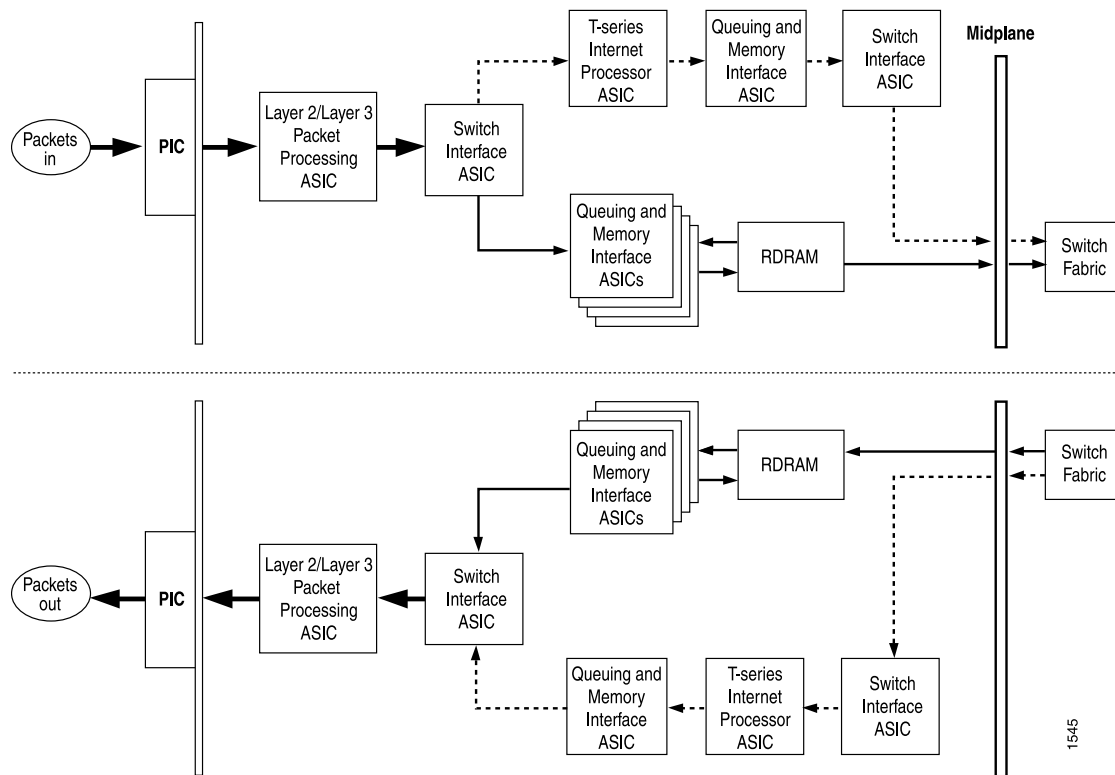 T-series
Internet
Processor
ASIC
Queuing and
Memory
Interface
ASIC
Switch
Interface
ASIC
Midplane
Packets
in
PIC
Layer 2/Layer 3
Packet
Processing
ASIC
Switch
Interface
ASIC
Queuing and
Memory
Interface
ASICs
RDRAM
Switch
Fabric
Queuing and
Memory
Interface
ASICs
RDRAM
Switch
Fabric
Packets
out
PIC
Layer 2/Layer 3
Packet
Processing
ASIC
Switch
Interface
ASIC
Queuing and
Memory
Interface
ASIC
T-series
Internet
Processor
ASIC
Switch
Interface
ASIC
1545